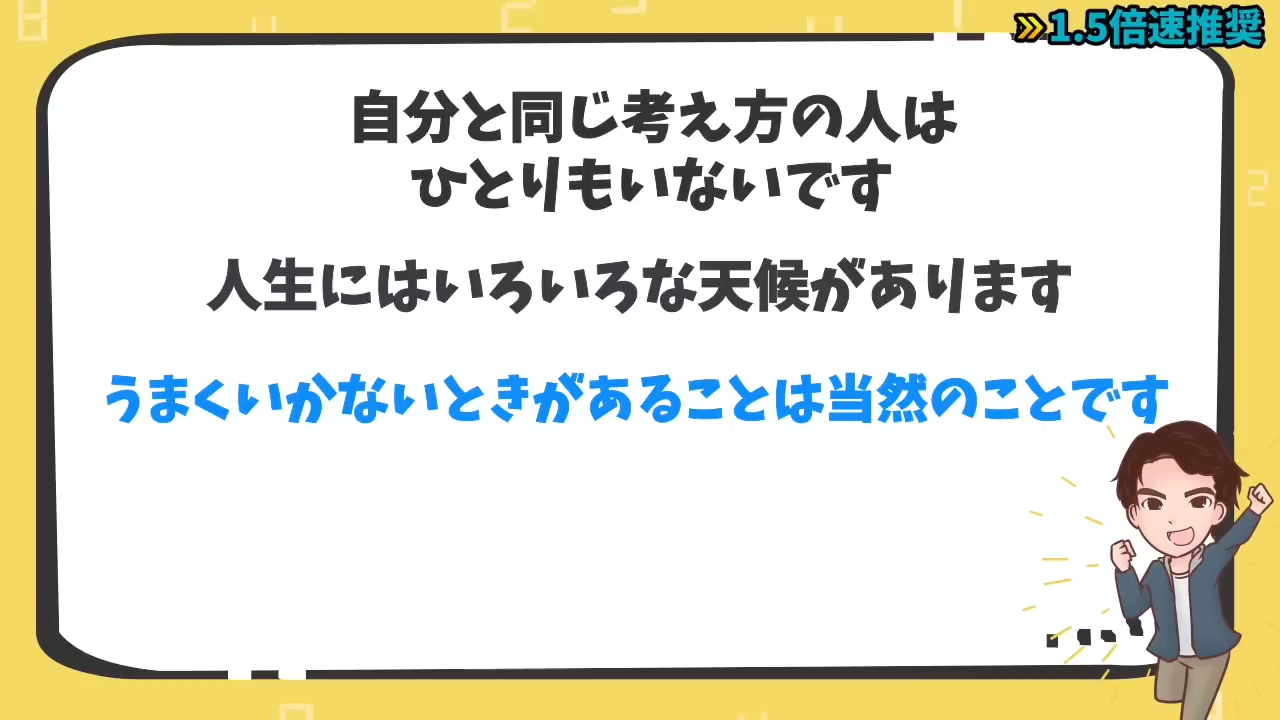 1.5倍速推奨
自分と同じ考え方の人は
ひとりもいないです
人生にはいろいろな天候があります
うまくいかないときがあることは当然のことです